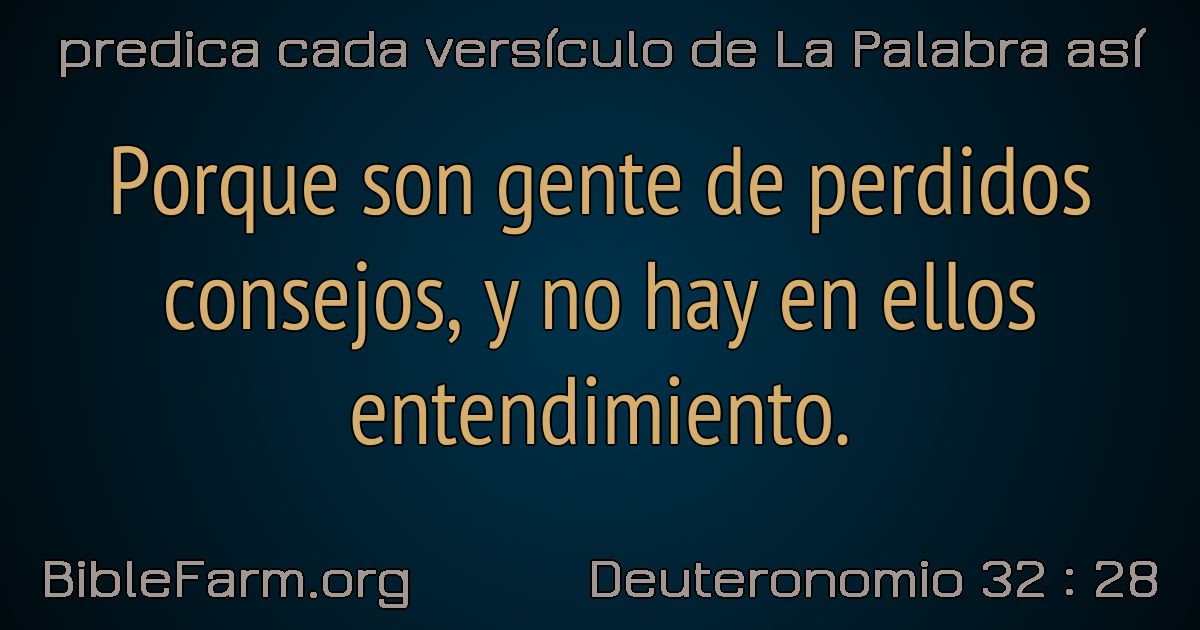 predica cada versículo de La Palabra así
Porque son gente de perdidos
consejos, y no hay en ellos
entendimiento.
BibleFarm.org
Deuteronomio 32 : 28